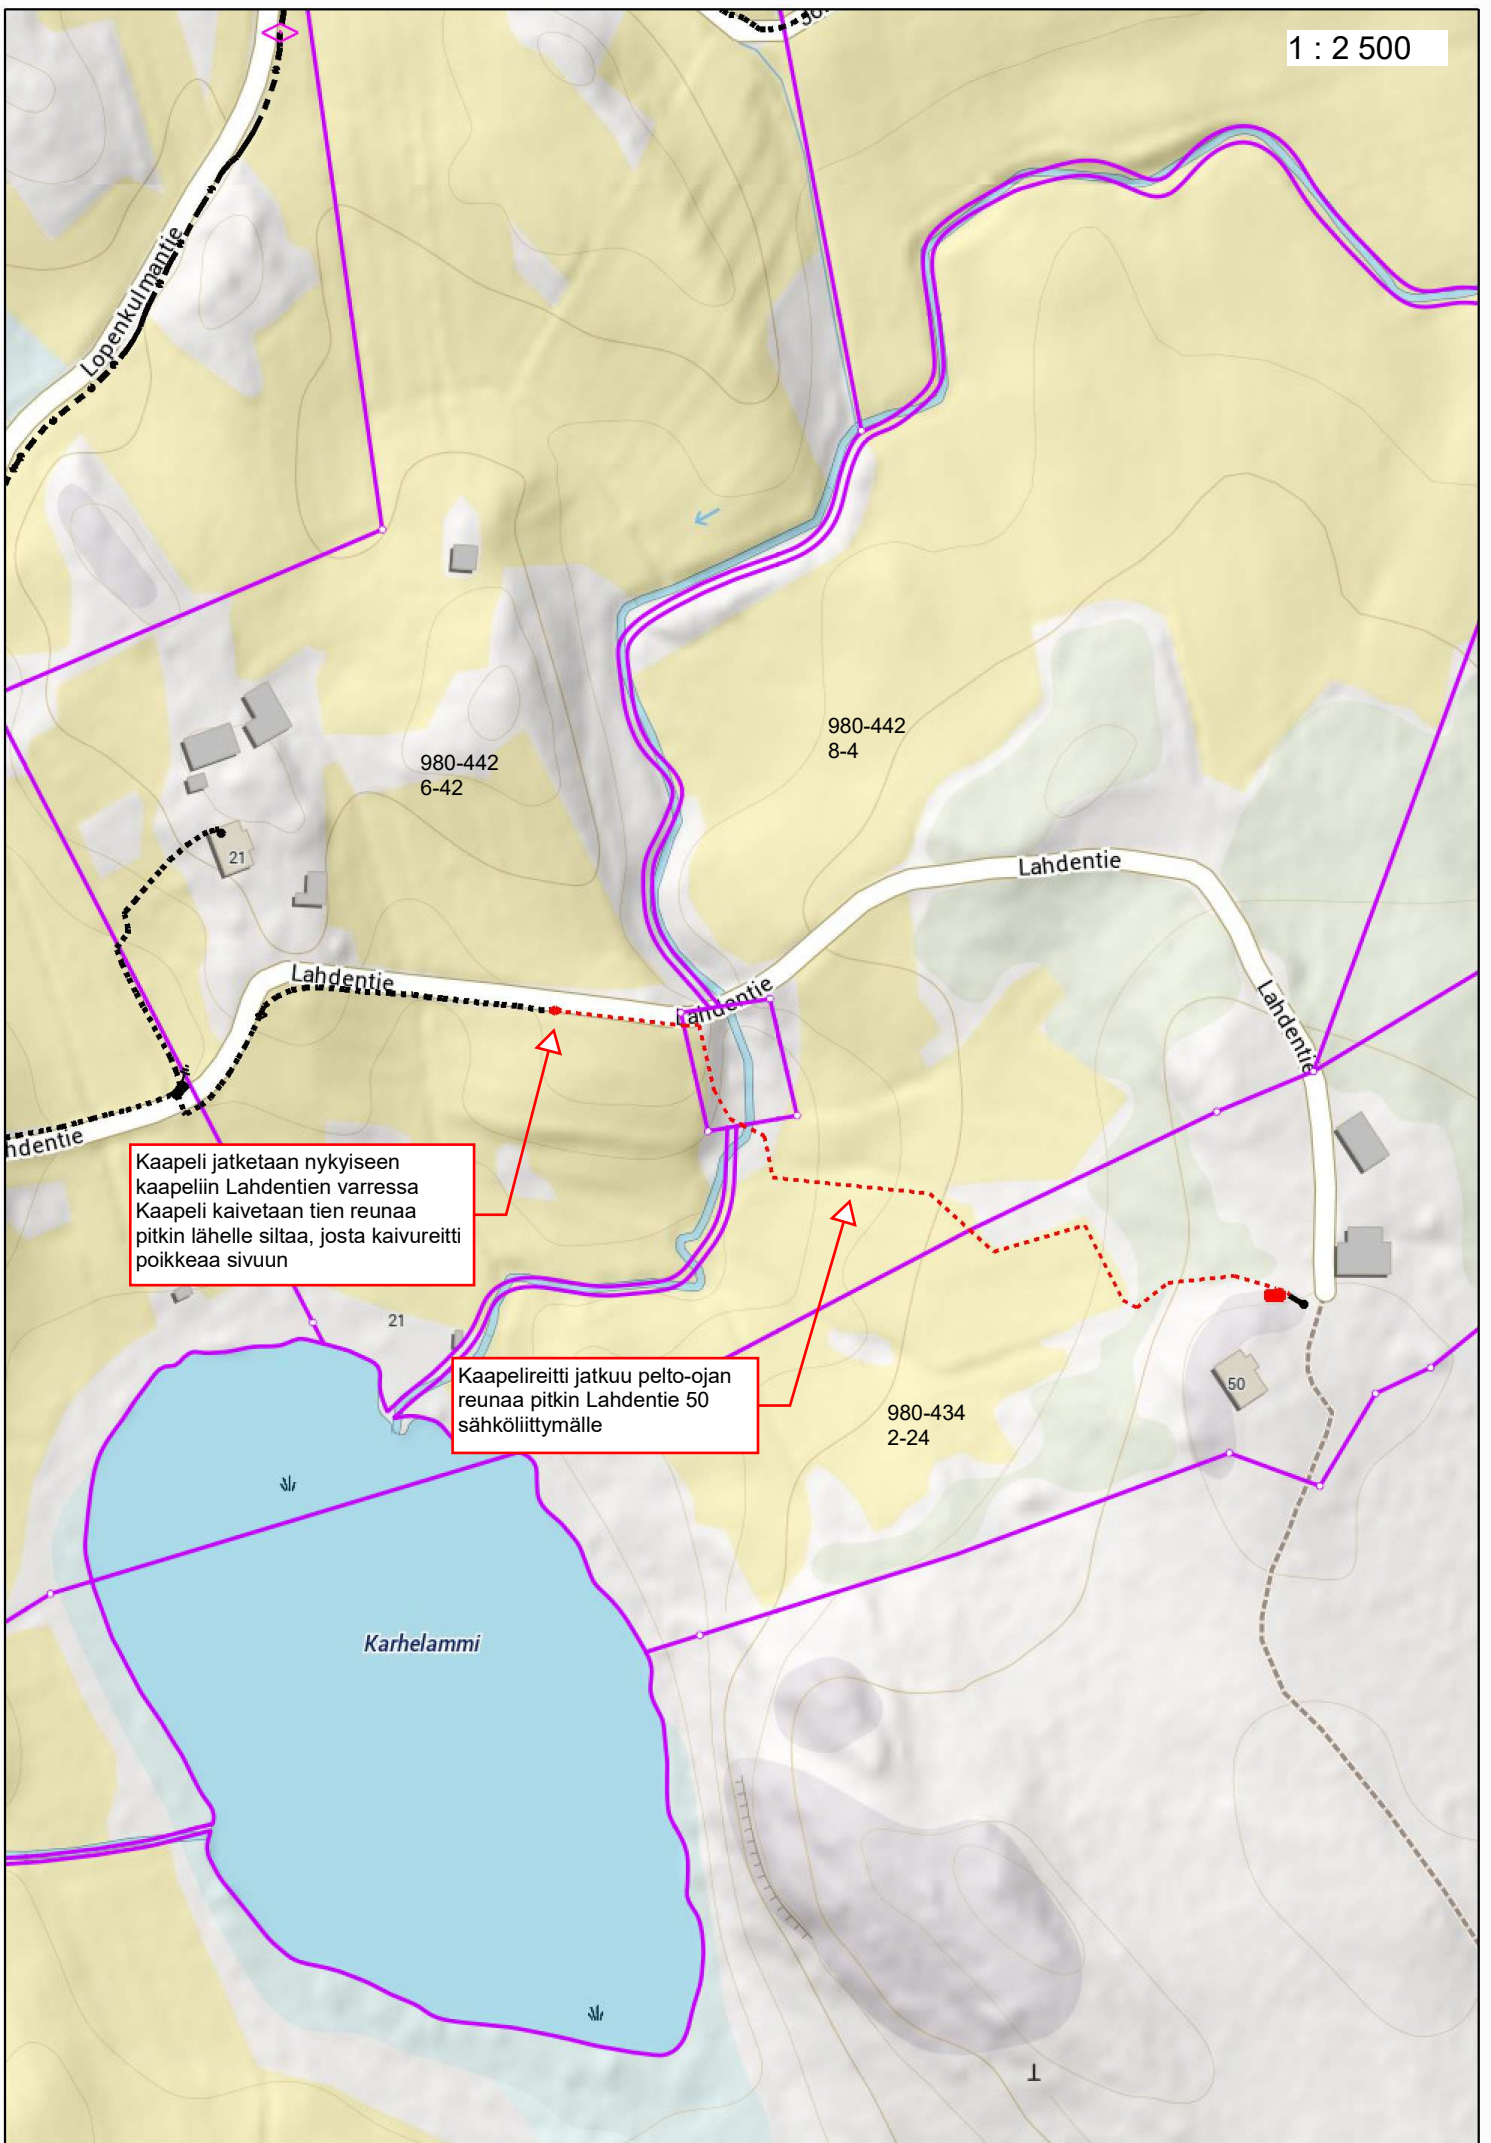 1 : 2 500
Lopenkulmantie
980-442
8-4
980-442
6-42
21
Lahdentie
Lahdentie
Lahdentie
Lahdentie
hdentie
Kaapeli jatketaan nykyiseen
kaapeliin Lahdentien varressa
Kaapeli kaivetaan tien reunaa
pitkin lähelle siltaa, josta kaivureitti
poikkeaa sivuun
21
Kaapelireitti jatkuu pelto-ojan
reunaa pitkin Lahdentie 50
sähköliittymälle
50
980-434
2-24
Karhelammi